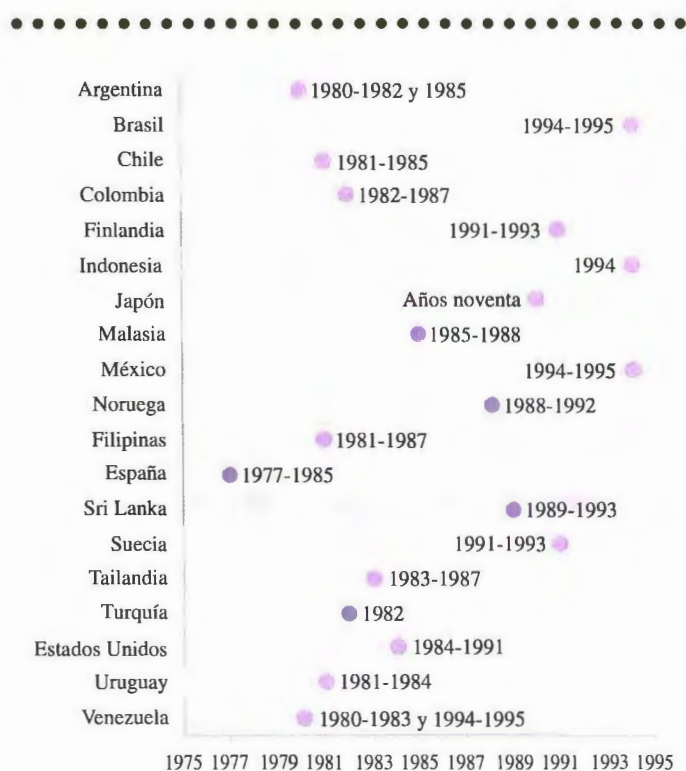 Argentina 1980-1982 y 1985
Brasil 1994-1995
Chile 1981-1985
Colombia 1982-1987
Finlandia 1991-1993
Indonesia 1994
Japón Años noventa
Malasia 1985-1988
México 1994-1995
Noruega 1988-1992
Filipinas 1981-1987
España 1977-1985
Sri Lanka 1989-1993
Suecia 1991-1993
Tailandia 1983-1987
Turquía 1982
Estados Unidos 1984-1991
Uruguay 1981-1984
Venezuela 1980-1983 y 1994-1995
1975 1977 1979 1981 1983 1985 1987 1989 1991 1993 1995